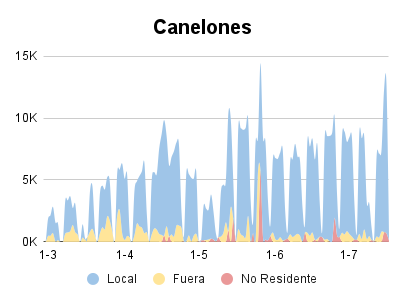 Canelones
15K
10K
5K
0K
1-3 1-4 1-5 1-6 1-7
Local Fuera No Residente